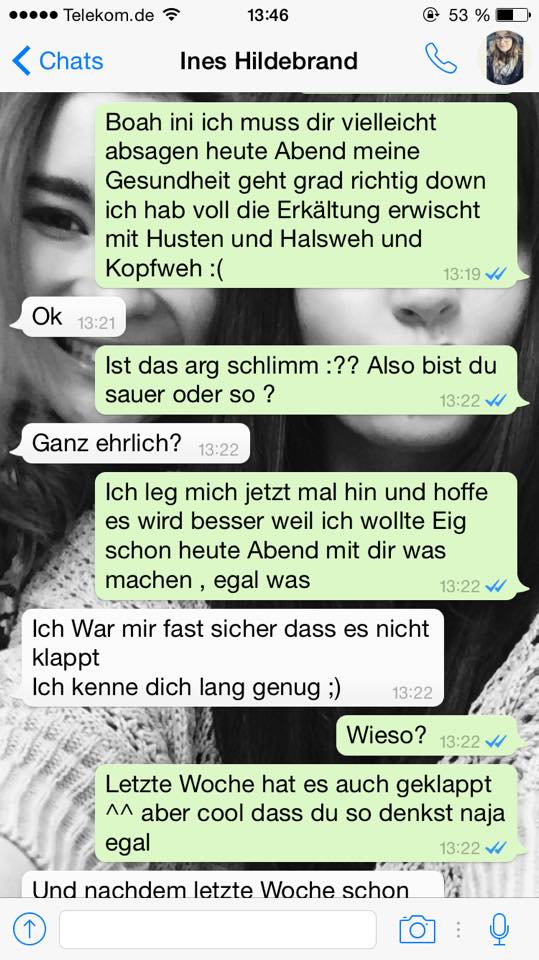 Telekom.de 13:46 53 %
Chats Ines Hildebrand
Boah ini ich muss dir vielleicht
absagen heute Abend meine
Gesundheit geht grad richtig down
ich hab voll die Erkältung erwischt
mit Husten und Halsweh und
Kopfweh :( 13:19
Ok 13:21
Ist das arg schlimm :?? Also bist du
sauer oder so ? 13:22
Ganz ehrlich? 13:22
Ich leg mich jetzt mal hin und hoffe
es wird besser weil ich wollte Eig
schon heute Abend mit dir was
machen , egal was 13:22
Ich War mir fast sicher dass es nicht
klappt
Ich kenne dich lang genug ;) 13:22
Wieso? 13:22
Letzte Woche hat es auch geklappt
^^ aber cool dass du so denkst naja
egal 13:22
Und nachdem letzte Woche schon